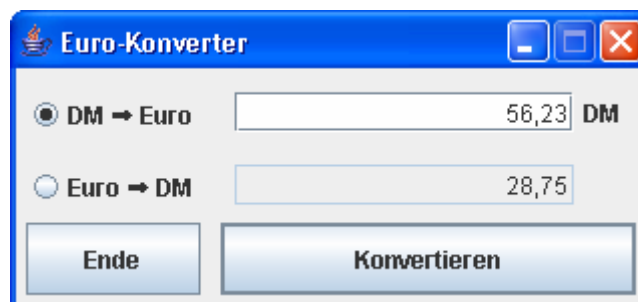 Euro-Konverter
DM ➞ Euro 56,23 DM
Euro ➞ DM 28,75
Ende Konvertieren